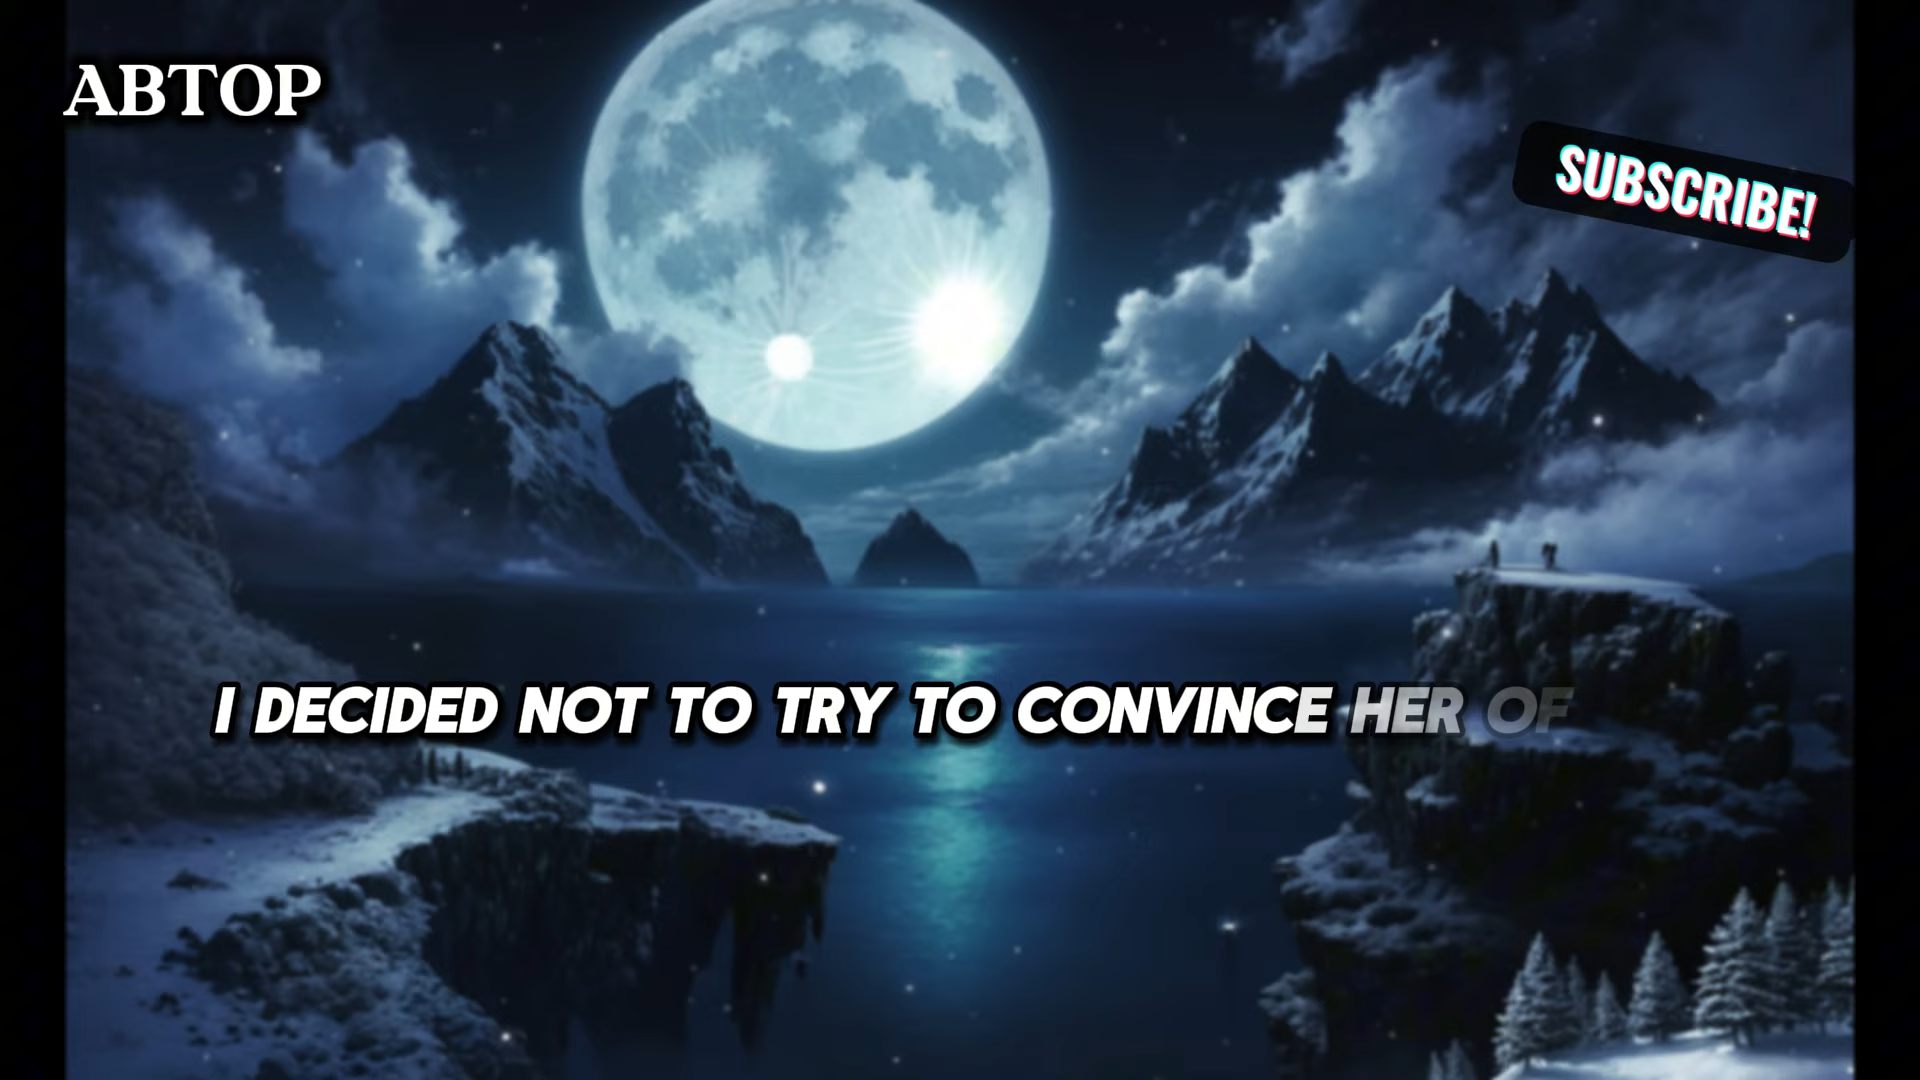 ABTOP
SUBSCRIBE!
I DECIDED NOT TO TRY TO CONVINCE HER OF